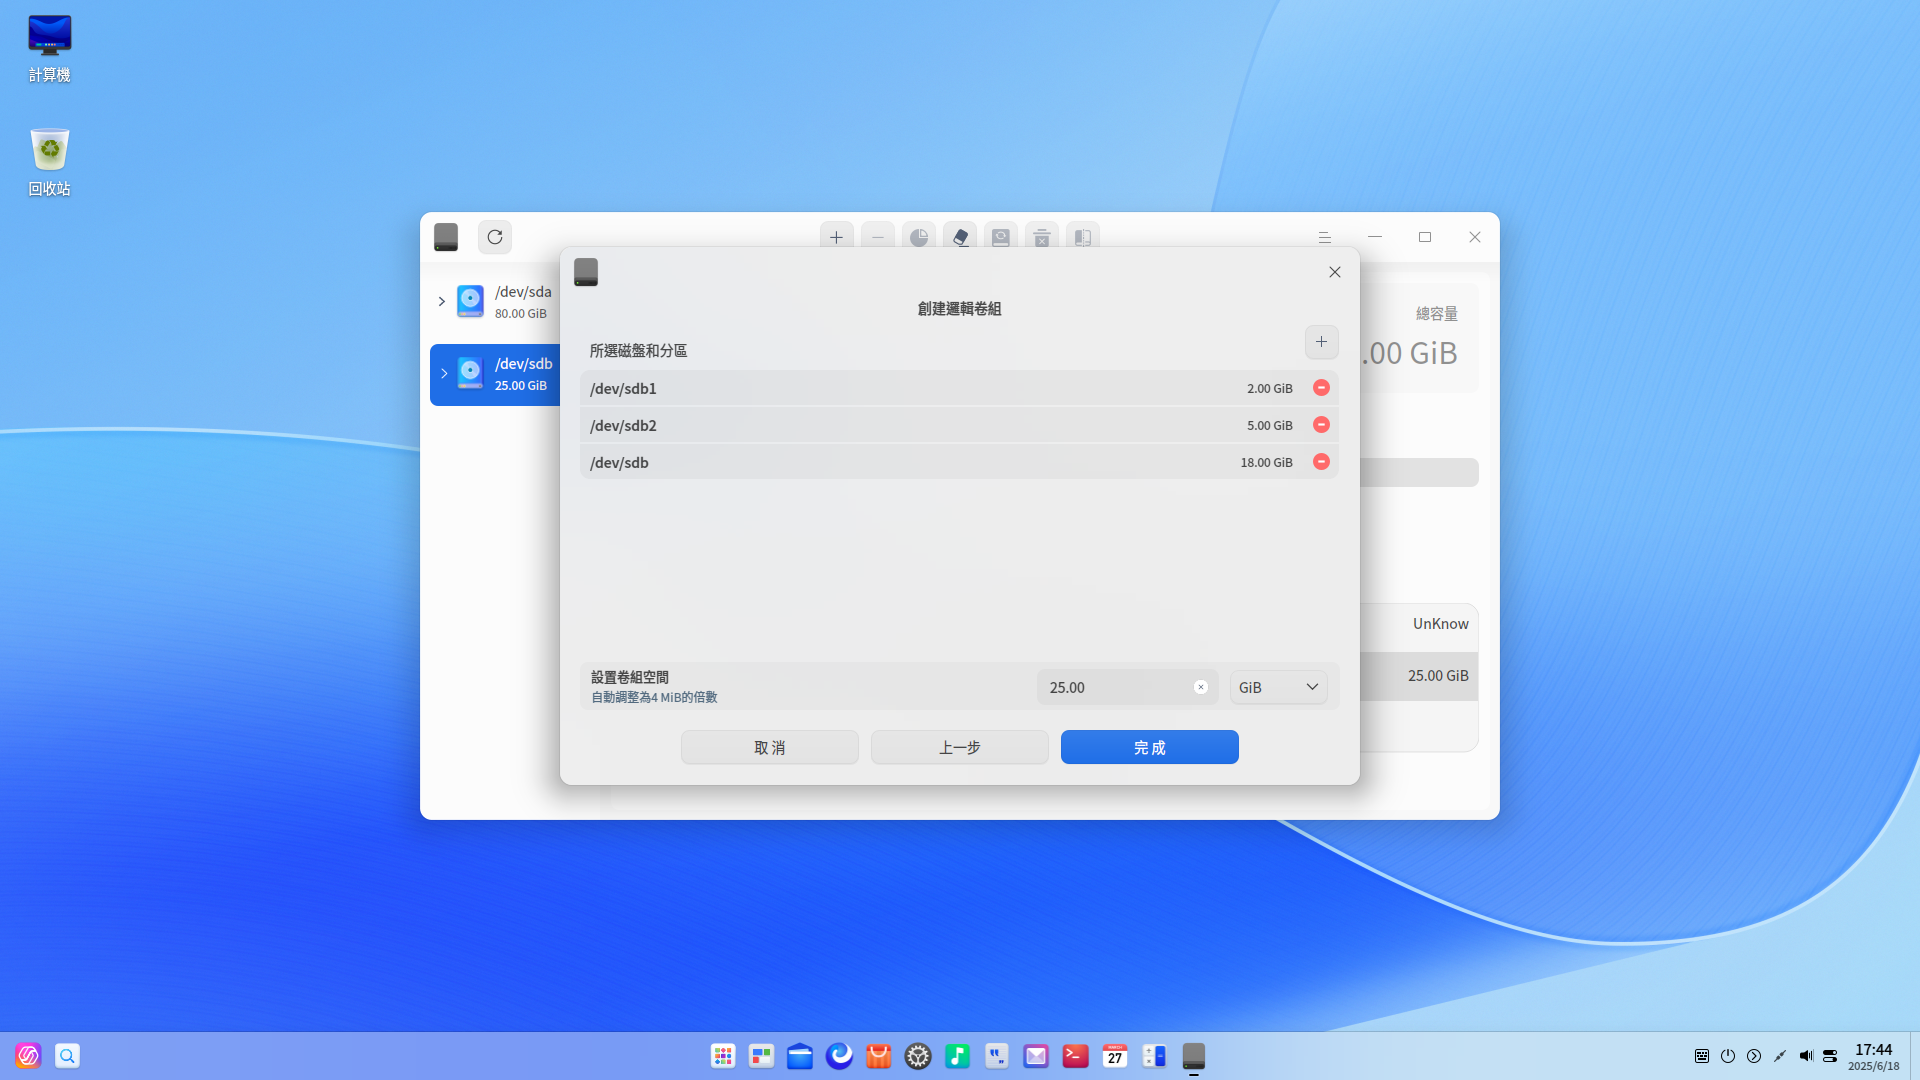 計算機
回收站
/dev/sda
80.00 GiB
/dev/sdb
25.00 GiB
總容量
.00 GiB
UnKnow
25.00 GiB
創建邏輯卷組
所選磁盤和分區
/dev/sdb1 2.00 GiB
/dev/sdb2 5.00 GiB
/dev/sdb 18.00 GiB
設置卷組空間
自動調整為4 MiB的倍數
25.00 GiB
取消 上一步 完成
MARCH
27
17:44
2025/6/18